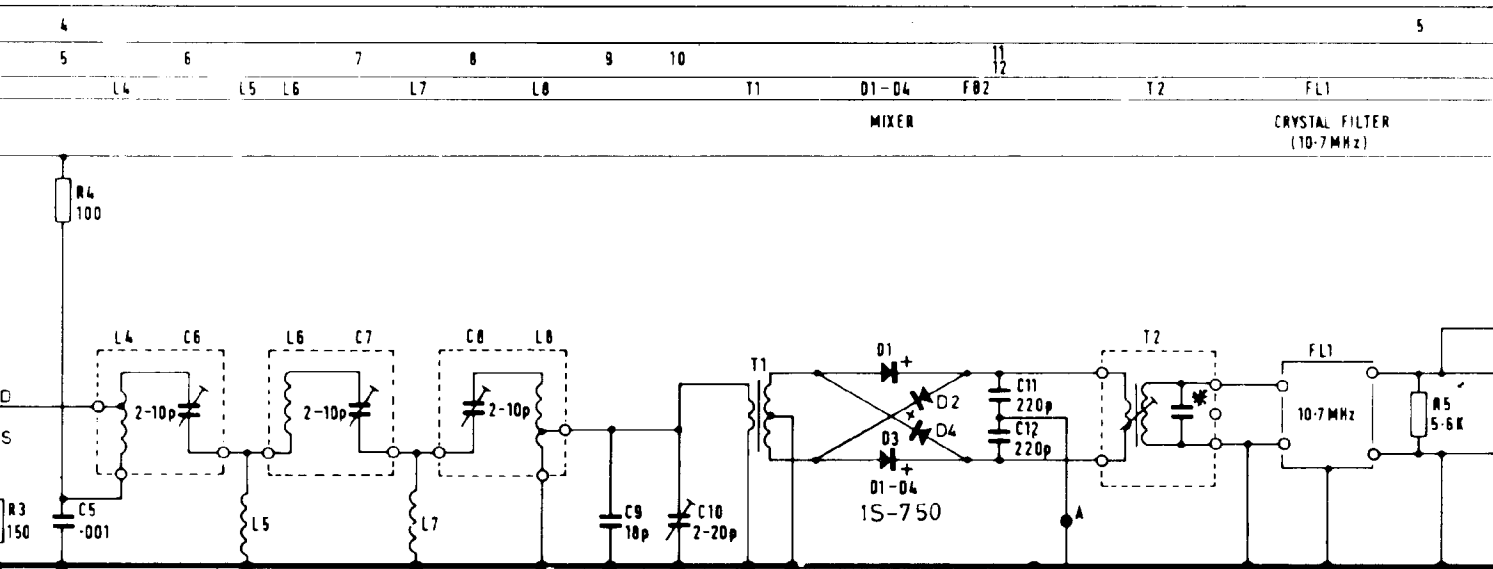 4 5
5 6 7 8 9 10 11
12
L4 L5 L6 L7 L8 T1 D1-D4 FB2 T2 FL1
MIXER
CRYSTAL FILTER
(10·7MHz)
R4
100
L4 C6 L6 C7 C8 L8
2-10p
2-10p
2-10p
T1
D1 +
D2
D4
D3 +
D1-D4
1S-750
C11
220p
C12
220p
T2
*
FL1
10·7MHz
R5
5·6K
D
S
R3
150
C5
·001
L5
L7
C9
18p
C10
2-20p
A